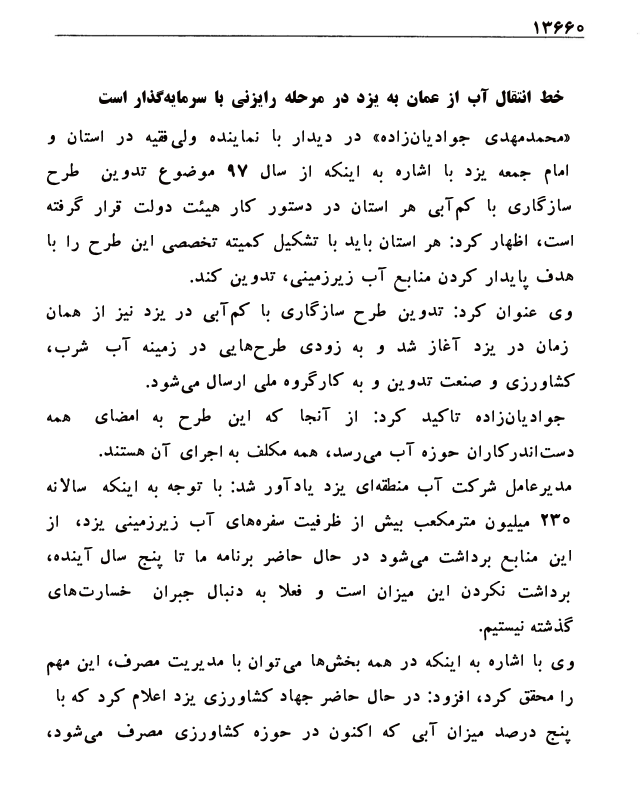 ۱۳۶۶۰
خط انتقال آب از عمان به یزد در مرحله رایزنی با سرمایه‌گذار است
«محمدمهدی جوادیان‌زاده» در دیدار با نماینده ولی‌فقیه در استان و
امام جمعه یزد با اشاره به اینکه از سال ۹۷ موضوع تدوین طرح
سازگاری با کم‌آبی هر استان در دستور کار هیئت دولت قرار گرفته
است، اظهار کرد: هر استان باید با تشکیل کمیته تخصصی این طرح را با
هدف پایدار کردن منابع آب زیرزمینی، تدوین کند.
وی عنوان کرد: تدوین طرح سازگاری با کم‌آبی در یزد نیز از همان
زمان در یزد آغاز شد و به زودی طرح‌هایی در زمینه آب شرب،
کشاورزی و صنعت تدوین و به کارگروه ملی ارسال می‌شود.
جوادیان‌زاده تاکید کرد: از آنجا که این طرح به امضای همه
دست‌اندرکاران حوزه آب می‌رسد، همه مکلف به اجرای آن هستند.
مدیرعامل شرکت آب منطقه‌ای یزد یادآور شد: با توجه به اینکه سالانه
۲۳۰ میلیون مترمکعب بیش از ظرفیت سفره‌های آب زیرزمینی یزد، از
این منابع برداشت می‌شود در حال حاضر برنامه ما تا پنج سال آینده،
برداشت نکردن این میزان است و فعلا به دنبال جبران خسارت‌های
گذشته نیستیم.
وی با اشاره به اینکه در همه بخش‌ها می‌توان با مدیریت مصرف، این مهم
را محقق کرد، افزود: در حال حاضر جهاد کشاورزی یزد اعلام کرد که با
پنج درصد میزان آبی که اکنون در حوزه کشاورزی مصرف می‌شود،